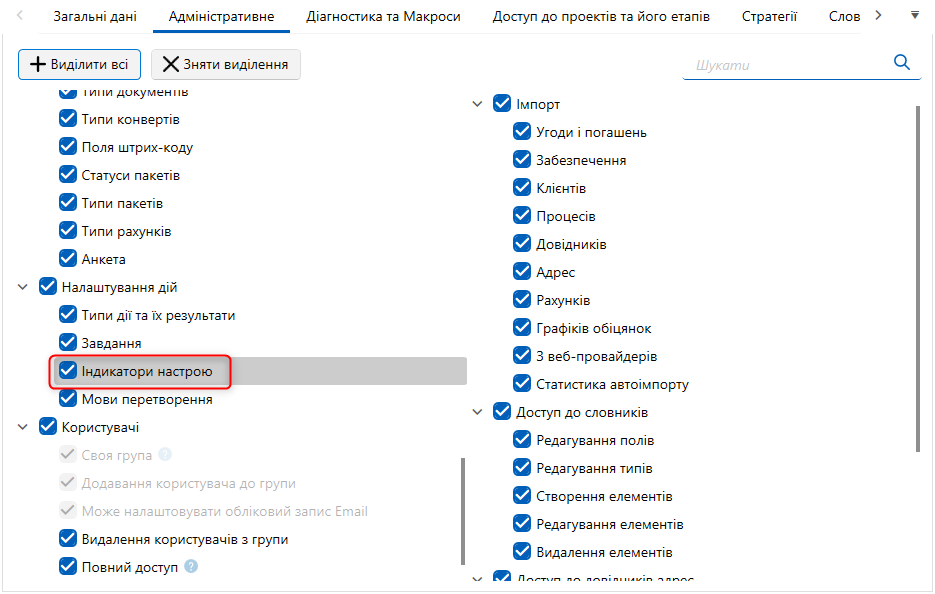 Загальні дані
Адміністративне
Діагностика та Макроси
Доступ до проектів та його етапів
Стратегії
Слов
Виділити всі
Зняти виділення
Шукати
Типи документів
Типи конвертів
Поля штрих-коду
Статуси пакетів
Типи пакетів
Типи рахунків
Анкета
Налаштування дій
Типи дії та їх результати
Завдання
Індикатори настрою
Мови перетворення
Користувачі
Своя група
Додавання користувача до групи
Може налаштовувати обліковий запис Email
Видалення користувачів з групи
Повний доступ
Імпорт
Угоди і погашень
Забезпечення
Клієнтів
Процесів
Довідників
Адрес
Рахунків
Графіків обіцянок
З веб-провайдерів
Статистика автоімпорту
Доступ до словників
Редагування полів
Редагування типів
Створення елементів
Редагування елементів
Видалення елементів
Доступ до довідників адрес